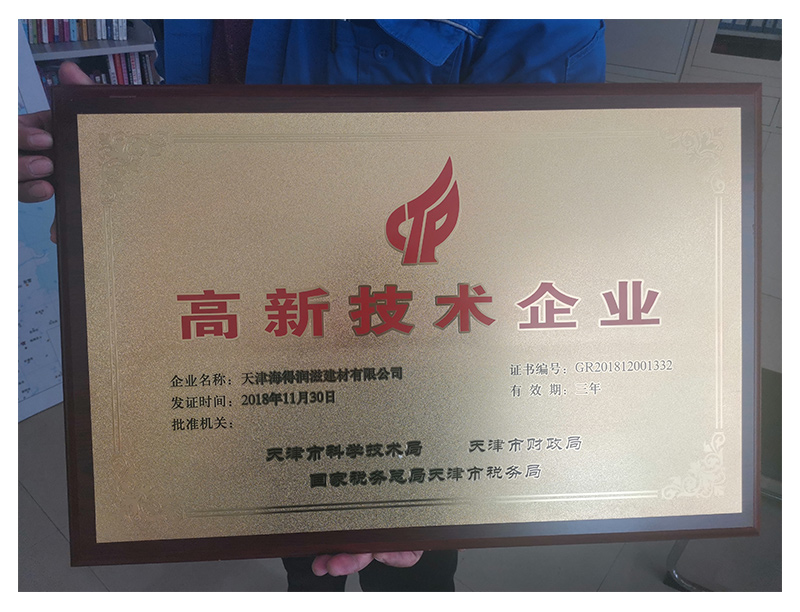 CTP
高新技术企业
企业名称：天津海得润滋建材有限公司
证书编号：GR201812001332
发证时间：2018年11月30日
有 效 期：三年
批准机关：
天津市科学技术局 天津市财政局
国家税务总局天津市税务局